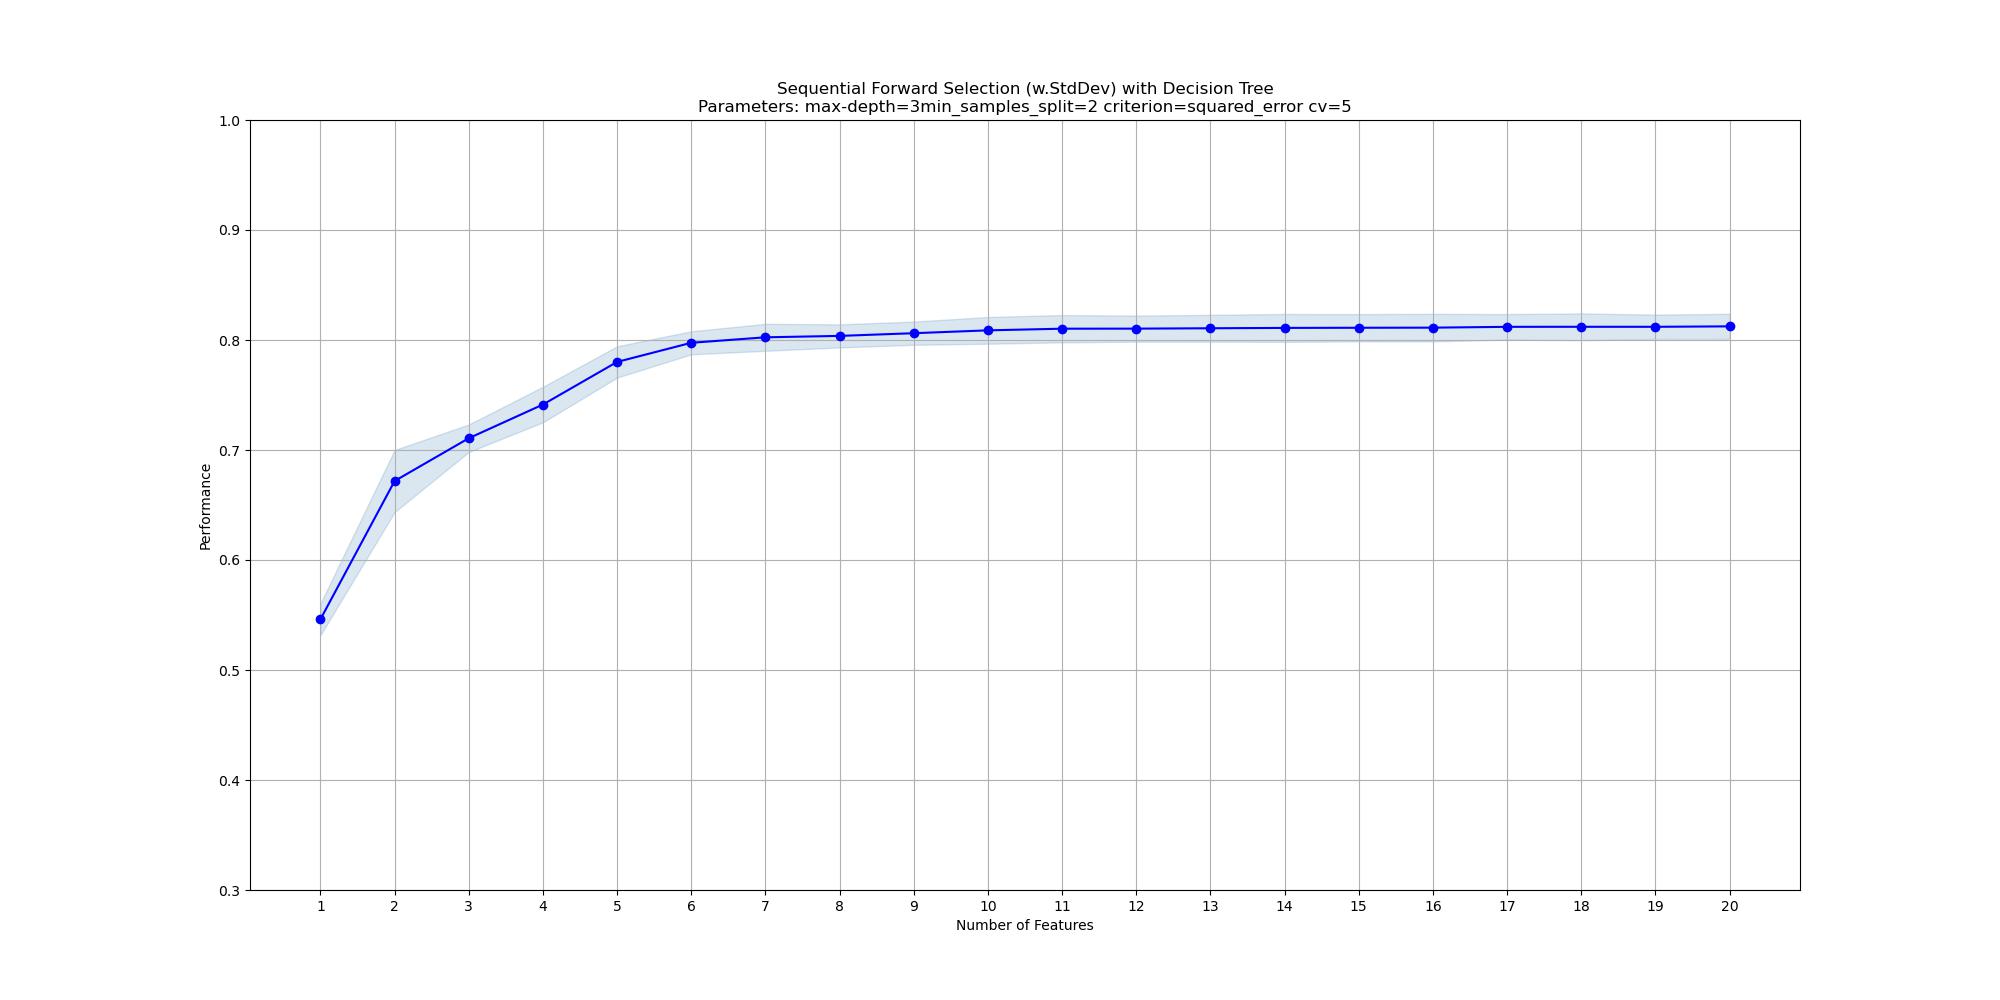 Sequential Forward Selection (w.StdDev) with Decision Tree
Parameters: max-depth=3min_samples_split=2 criterion=squared_error cv=5
1.0
0.9
0.8
0.7
0.6
0.5
0.4
0.3
Performance
1 2 3 4 5 6 7 8 9 10 11 12 13 14 15 16 17 18 19 20
Number of Features